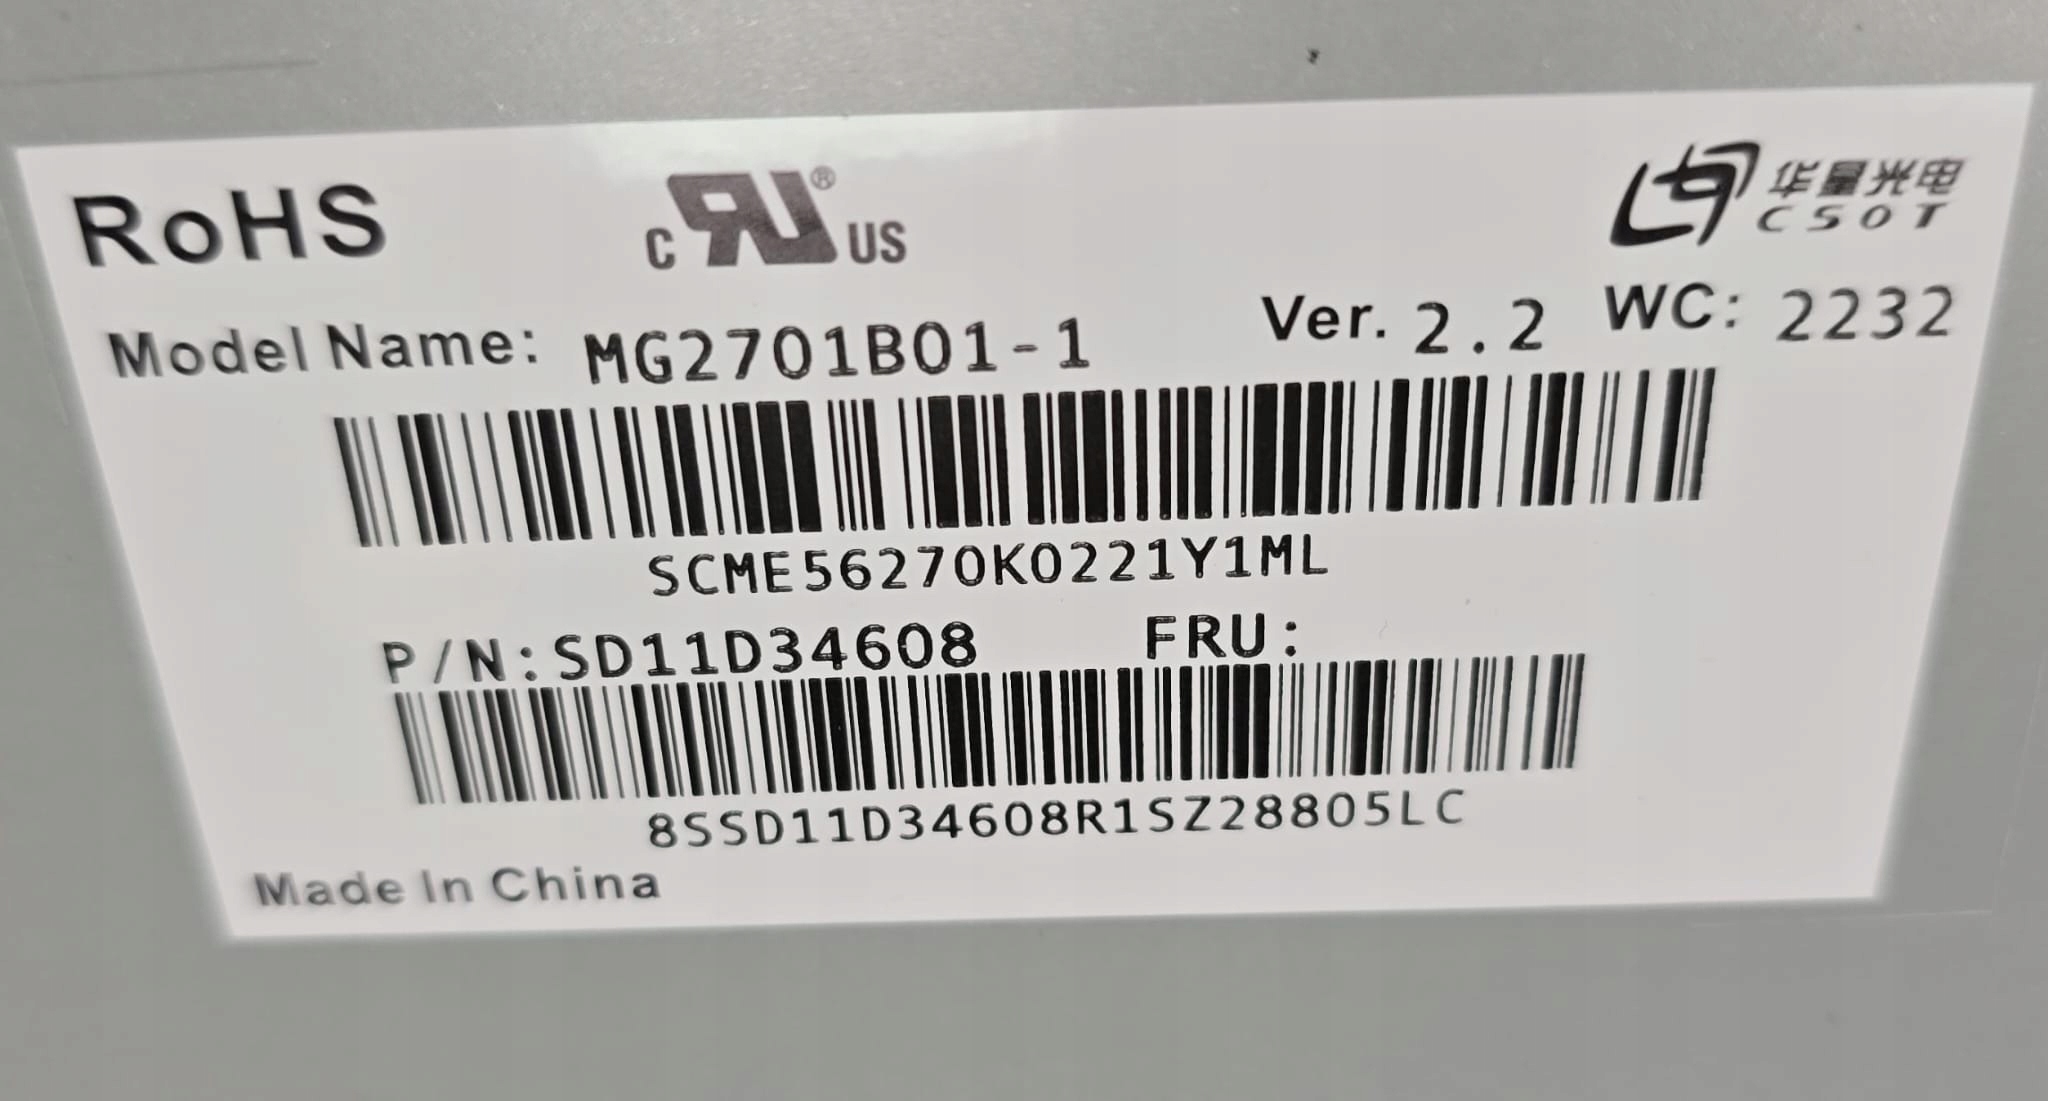 RoHS
c RU® US
华星光电
CSOT
Model Name: MG2701B01-1 Ver. 2.2 WC: 2232
SCME56270K0221Y1ML
P/N:SD11D34608 FRU:
8SSD11D34608R1SZ28805LC
Made In China